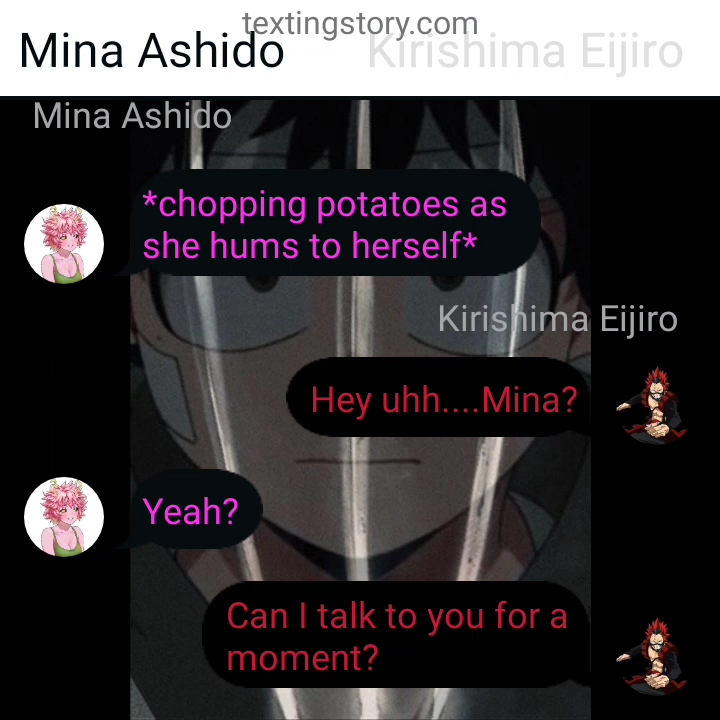 textingstory.com
Mina Ashido Kirishima Eijiro
Mina Ashido
*chopping potatoes as
she hums to herself*
Kirishima Eijiro
Hey uhh....Mina?
Yeah?
Can I talk to you for a
moment?